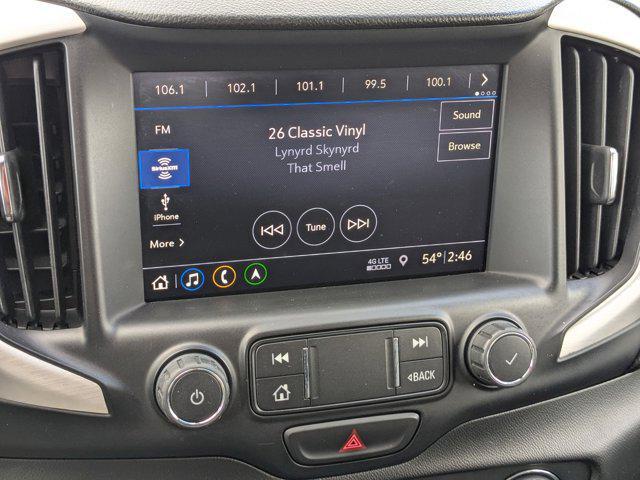 106.1 102.1 101.1 99.5 100.1
FM
SiriusXM
iPhone
More
26 Classic Vinyl
Lynyrd Skynyrd
That Smell
Sound
Browse
Tune
4G LTE
54° 2:46
BACK